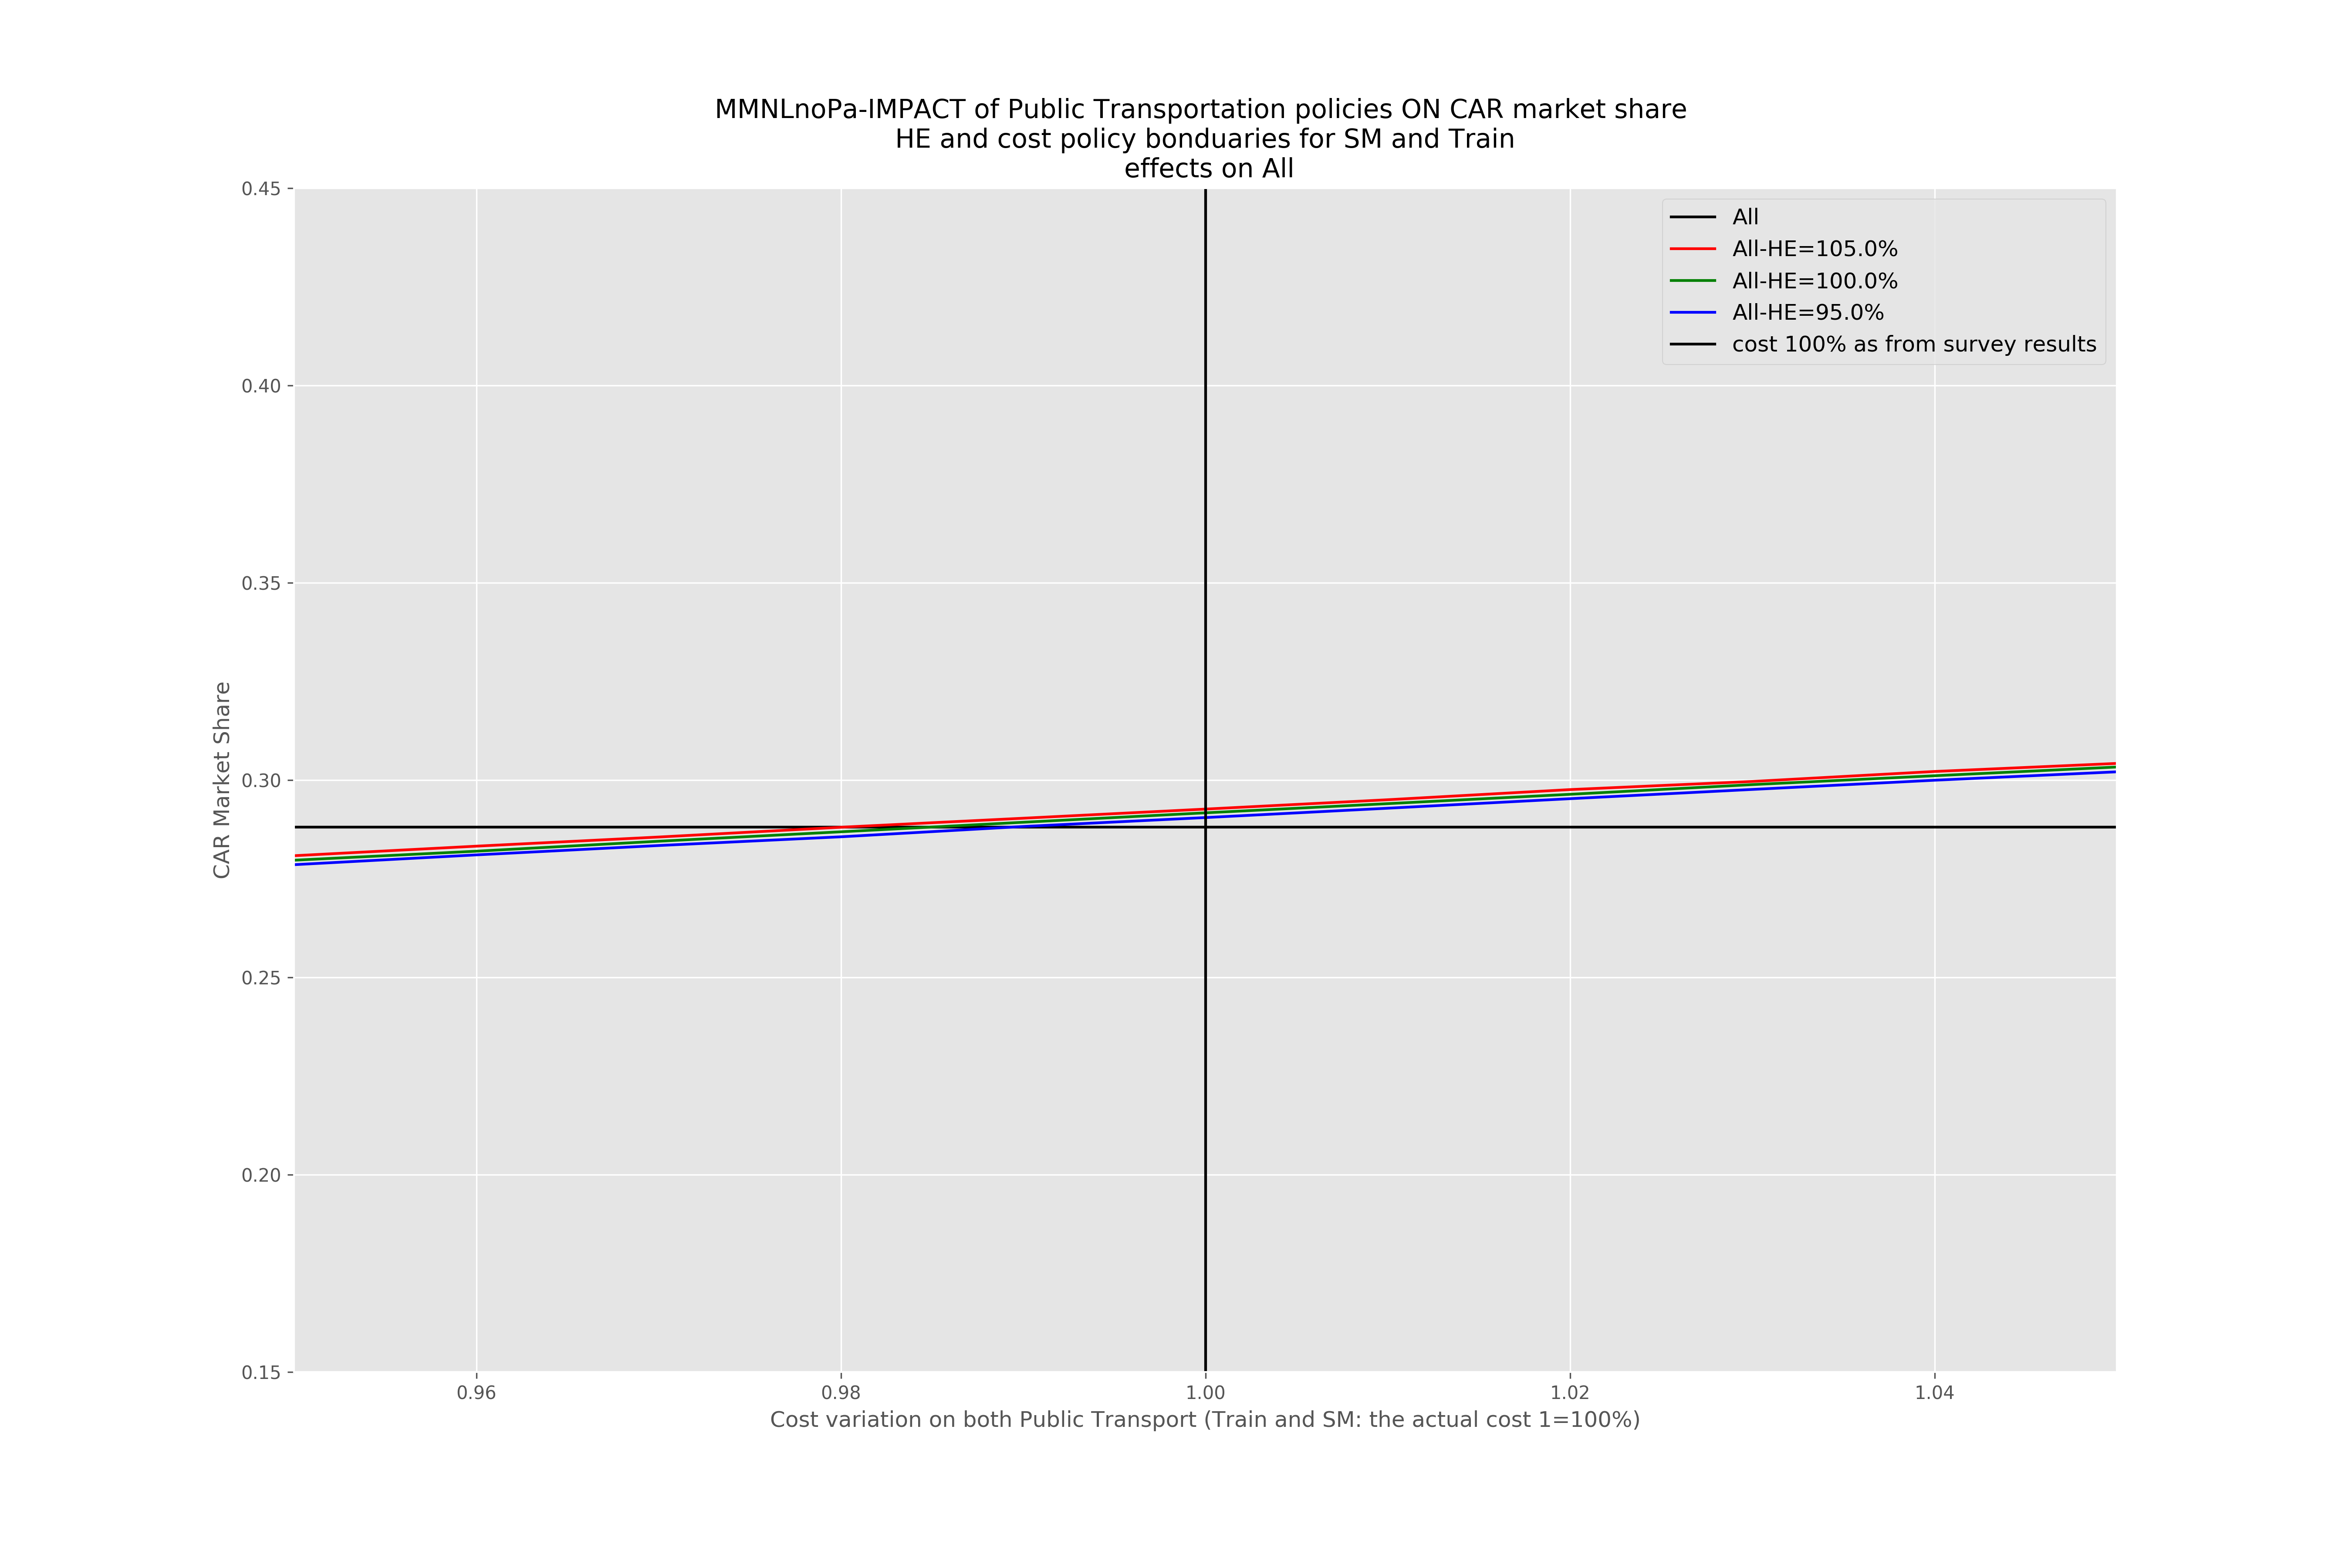 MMNLnoPa-IMPACT of Public Transportation policies ON CAR market share
HE and cost policy bonduaries for SM and Train
effects on All
All
All-HE=105.0%
All-HE=100.0%
All-HE=95.0%
cost 100% as from survey results
CAR Market Share
0.45
0.40
0.35
0.30
0.25
0.20
0.15
0.96 0.98 1.00 1.02 1.04
Cost variation on both Public Transport (Train and SM: the actual cost 1=100%)